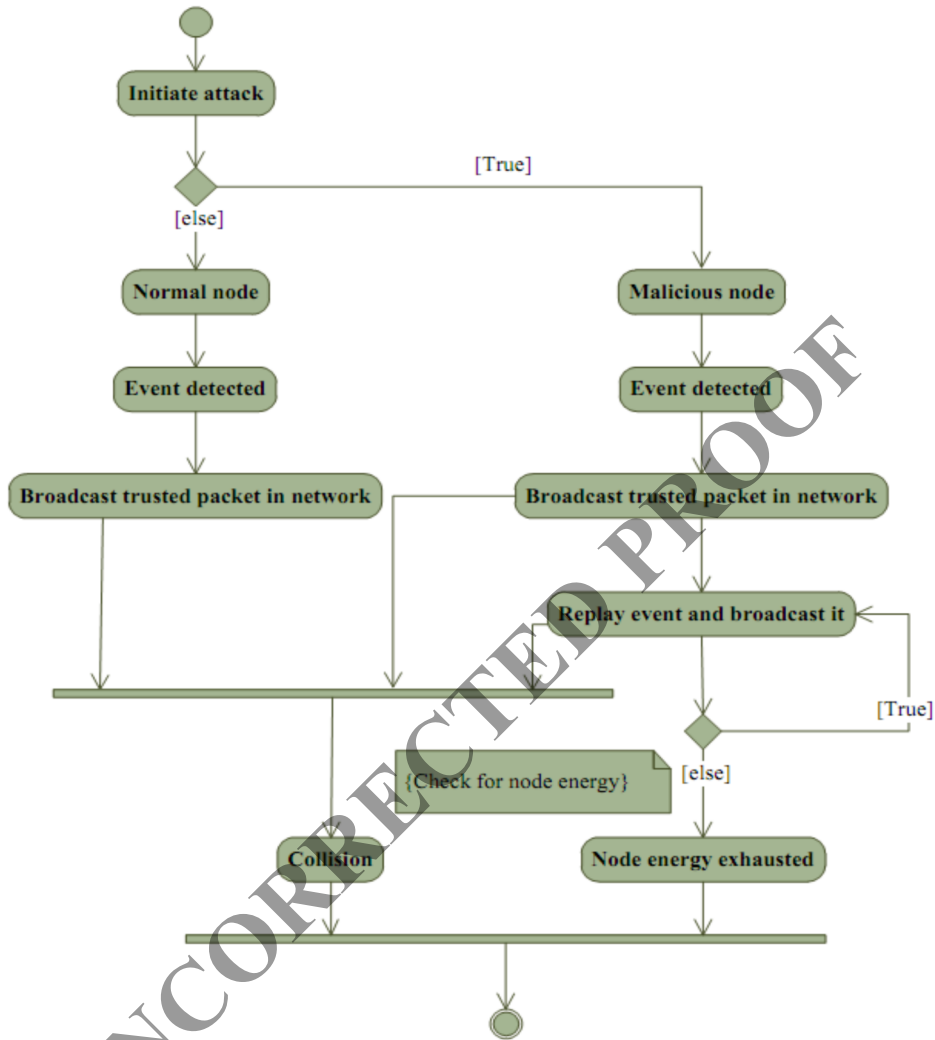 Initiate attack
[True]
[else]
Normal node
Malicious node
Event detected
Event detected
Broadcast trusted packet in network
Broadcast trusted packet in network
Replay event and broadcast it
[True]
{Check for node energy}
[else]
Collision
Node energy exhausted
NCORRECTED PROOF